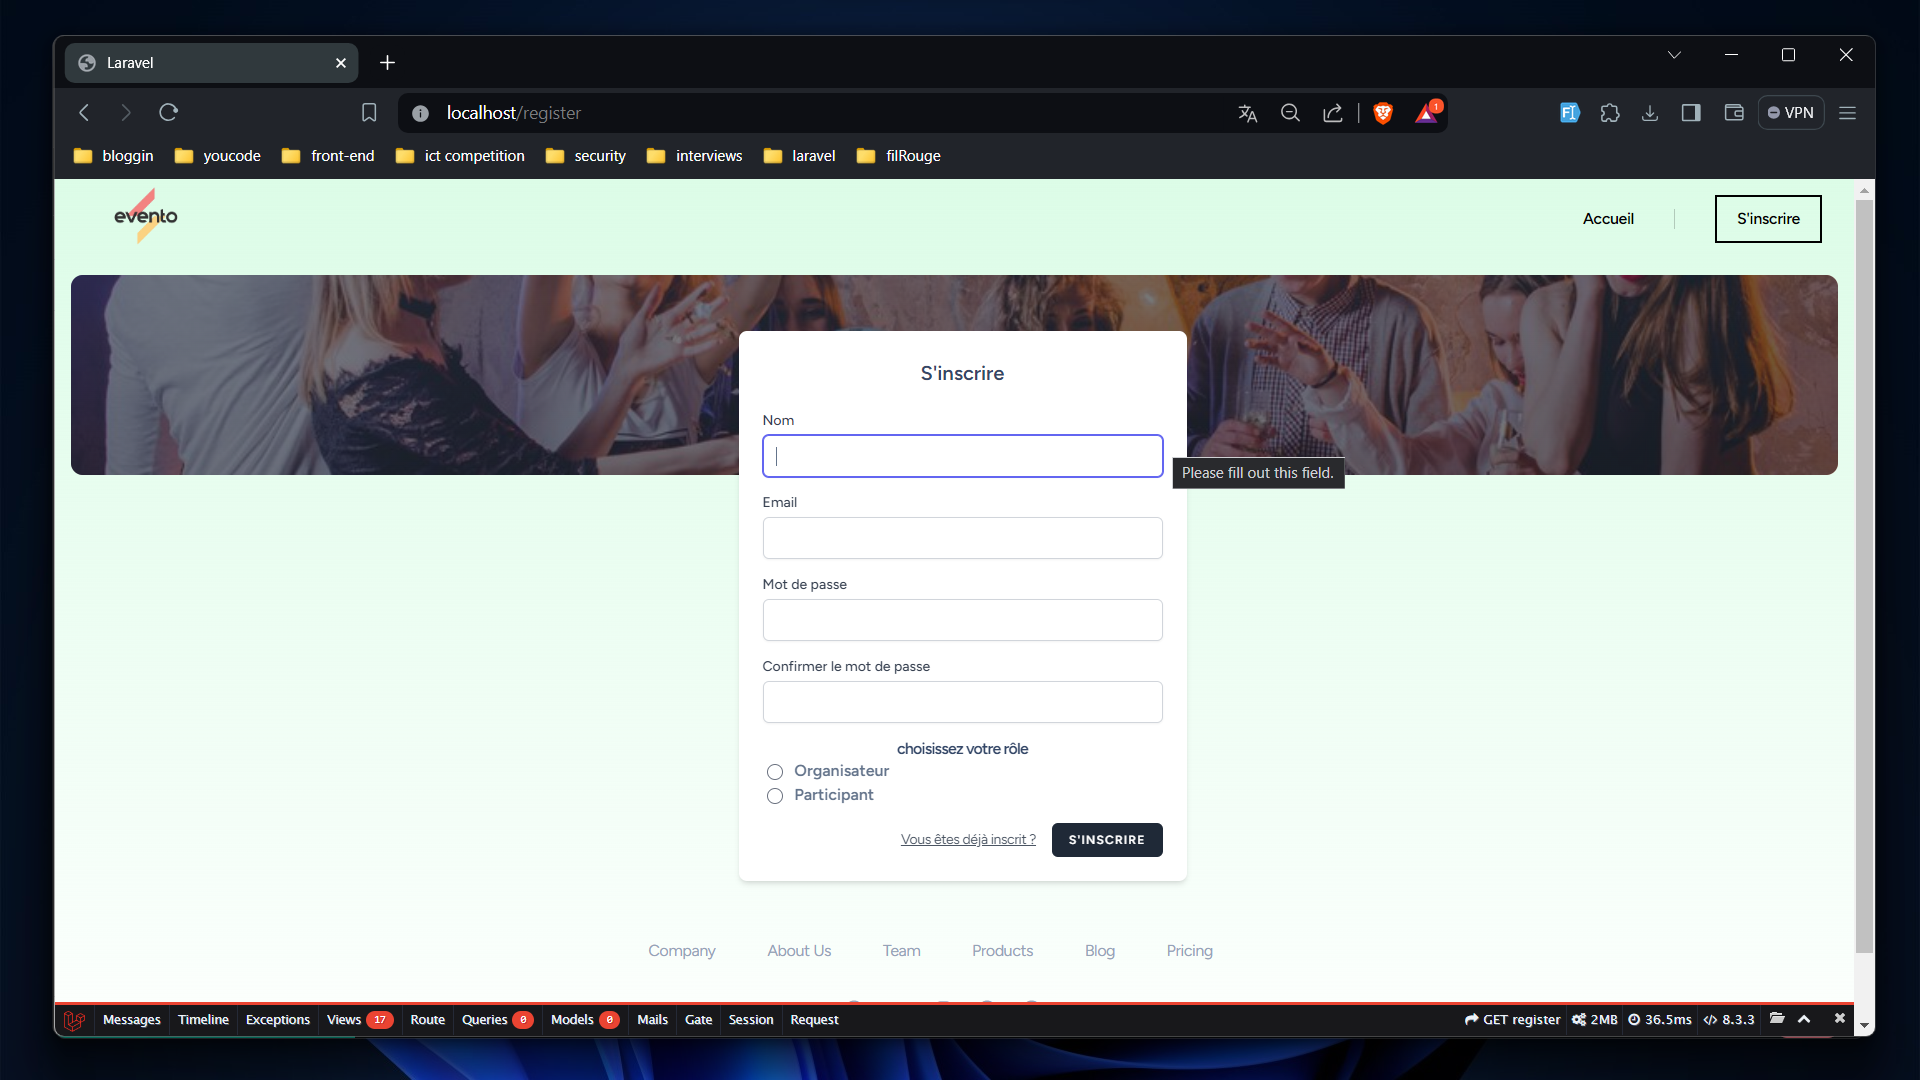 Laravel
localhost/register
1
VPN
bloggin youcode front-end ict competition security interviews laravel filRouge
evento
Accueil
S'inscrire
S'inscrire
Nom
Please fill out this field.
Email
Mot de passe
Confirmer le mot de passe
choisissez votre rôle
Organisateur
Participant
Vous êtes déjà inscrit ?
S'INSCRIRE
Company About Us Team Products Blog Pricing
Messages Timeline Exceptions Views 17 Route Queries 0 Models 0 Mails Gate Session Request GET register 2MB 36.5ms 8.3.3